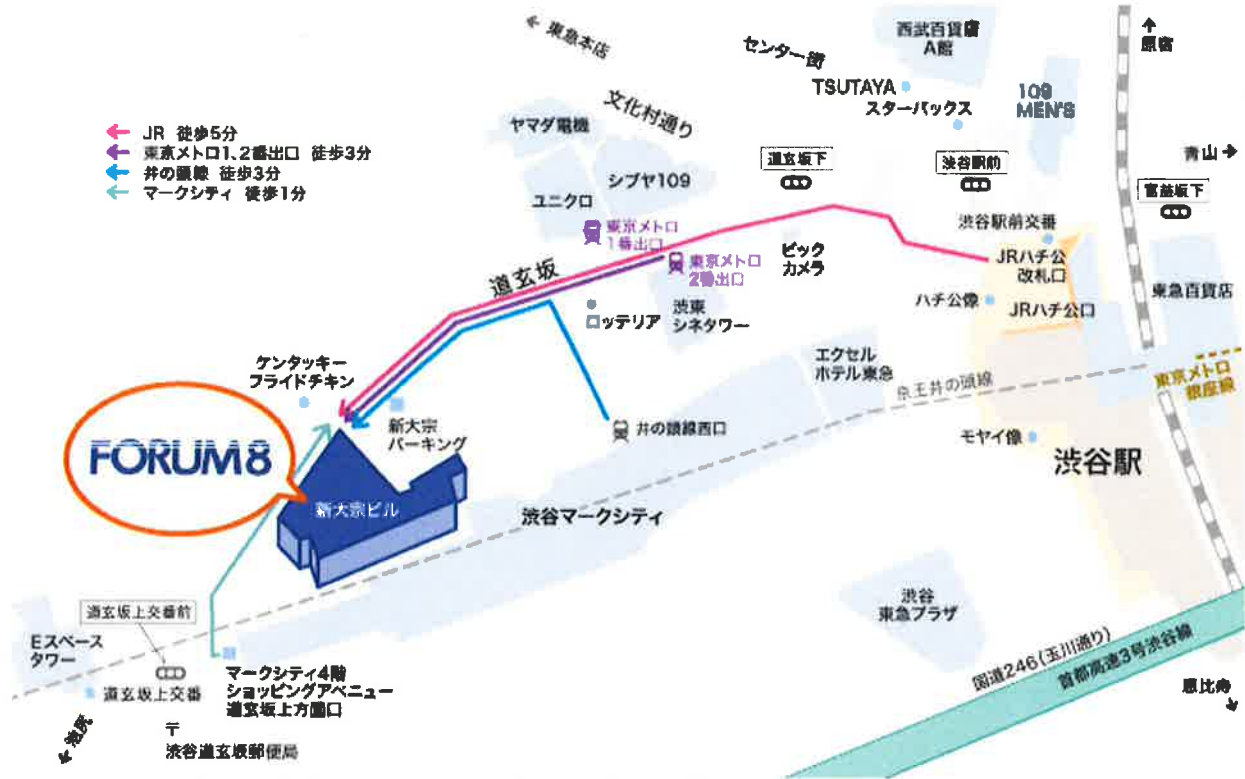 ← 東急本店
センター街
西武百貨店
A館
↑
原宿
TSUTAYA
スターバックス
109
MEN'S
文化村通り
ヤマダ電機
← JR 徒歩5分
← 東京メトロ1、2番出口 徒歩3分
← 井の頭線 徒歩3分
← マークシティ 徒歩1分
道玄坂下
渋谷駅前
青山 →
宮益坂下
シブヤ109
ユニクロ
東京メトロ
1番出口
渋谷駅前交番
ビック
カメラ
JRハチ公
改札口
東京メトロ
2番出口
道玄坂
東急百貨店
ハチ公像
JRハチ公口
渋東
シネタワー
ロッテリア
エクセル
ホテル東急
ケンタッキー
フライドチキン
京王井の頭線
東京メトロ
銀座線
新大宗
パーキング
井の頭線西口
モヤイ像
渋谷駅
FORUM8
新大宗ビル
渋谷マークシティ
渋谷
東急プラザ
道玄坂上交番前
Eスペース
タワー
国道246(玉川通り)
首都高速3号渋谷線
マークシティ4階
ショッピングアベニュー
道玄坂上方面口
道玄坂上交番
恵比寿
↘
← 池尻
〒
渋谷道玄坂郵便局